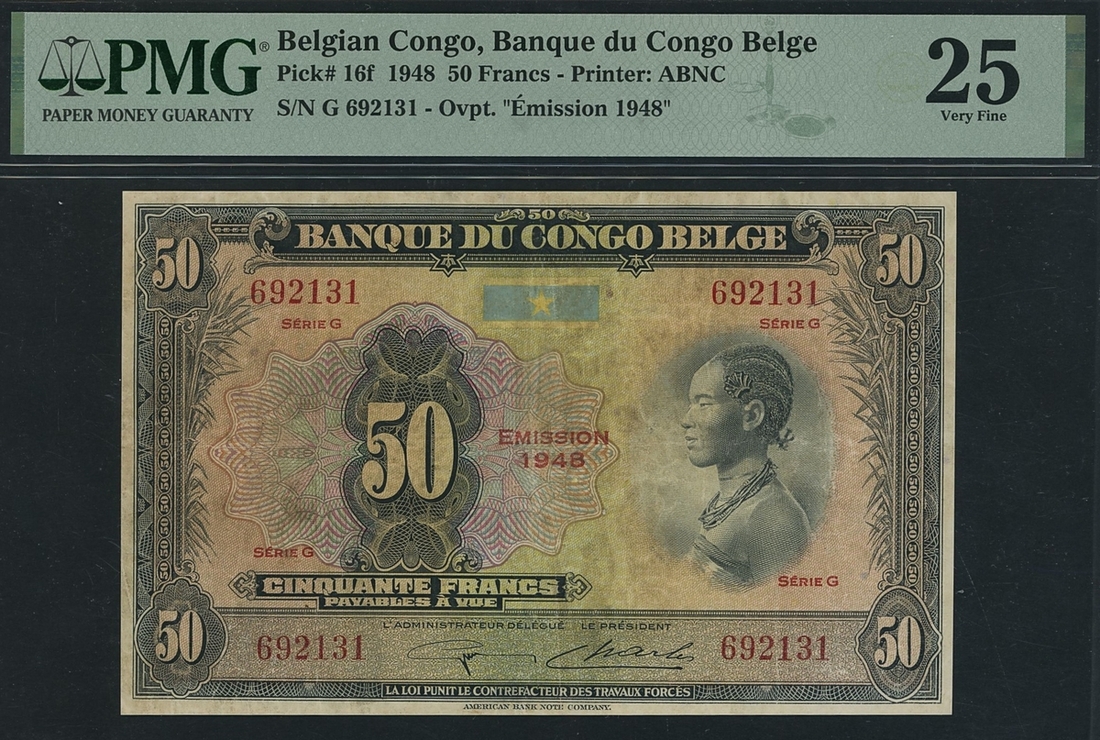 PMG®
PAPER MONEY GUARANTY
Belgian Congo, Banque du Congo Belge
Pick# 16f 1948 50 Francs - Printer: ABNC
S/N G 692131 - Ovpt. "Émission 1948"
25
Very Fine
50
50 BANQUE DU CONGO BELGE 50
692131 692131
SÉRIE G SÉRIE G
50
EMISSION
1948
SÉRIE G
SÉRIE G
CINQUANTE FRANCS
PAYABLES À VUE
L'ADMINISTRATEUR DÉLÉGUÉ LE PRÉSIDENT
50 692131 692131 50
LA LOI PUNIT LE CONTREFACTEUR DES TRAVAUX FORCÉS
AMERICAN BANK NOTE COMPANY.